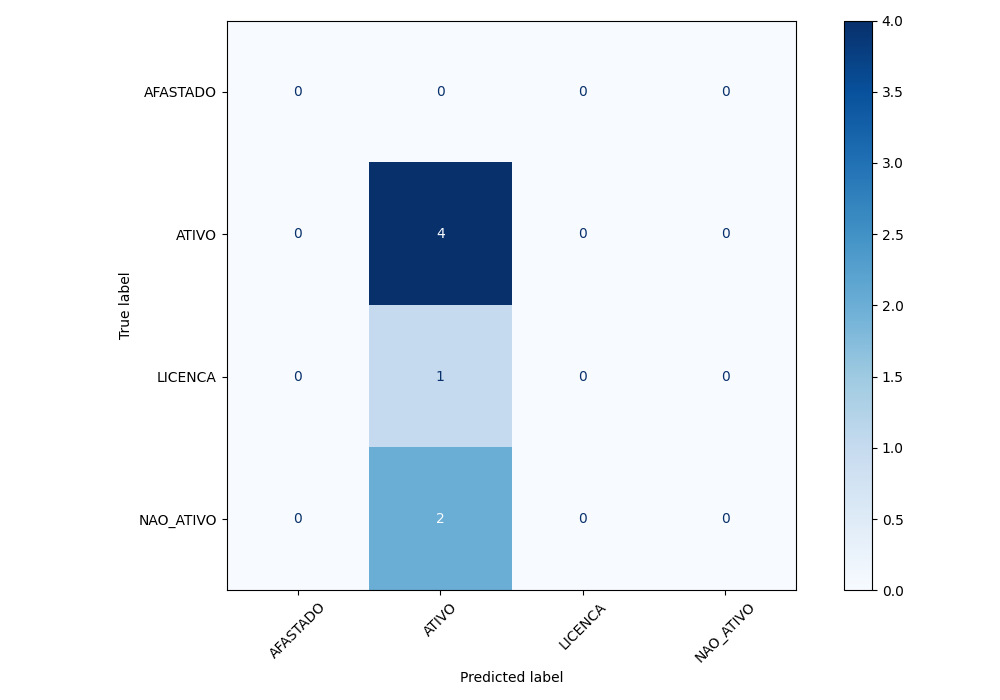 AFASTADO 0 0 0 0
ATIVO 0 4 0 0
LICENCA 0 1 0 0
NAO_ATIVO 0 2 0 0
AFASTADO ATIVO LICENCA NAO_ATIVO
Predicted label
True label
4.0
3.5
3.0
2.5
2.0
1.5
1.0
0.5
0.0